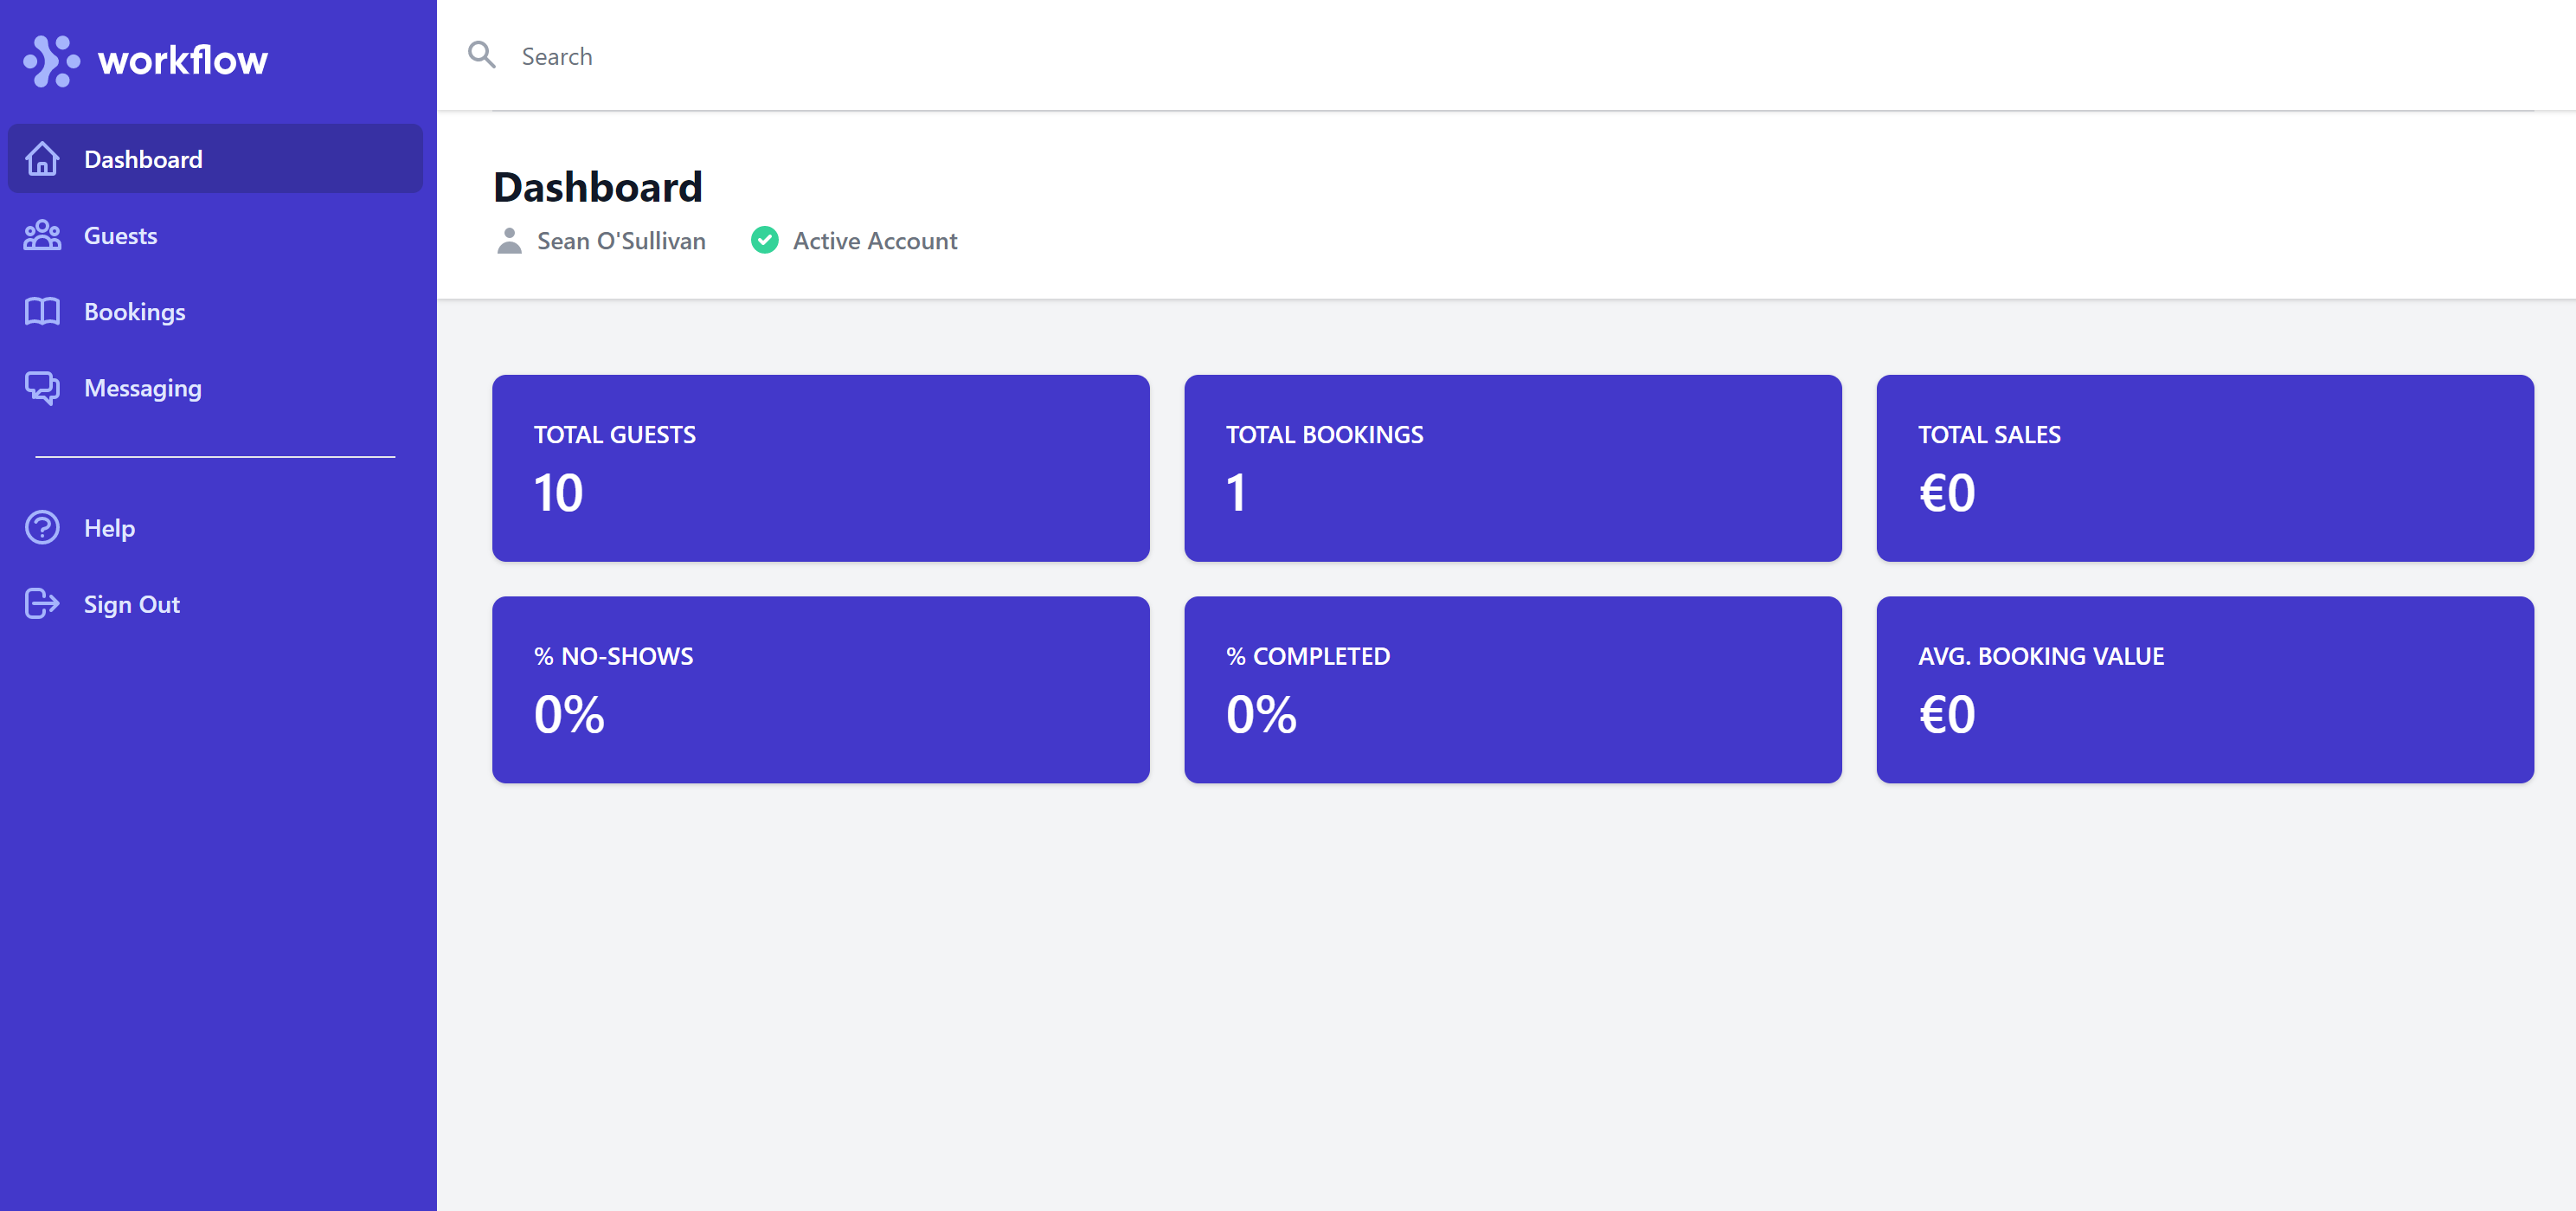 workflow
Dashboard
Guests
Bookings
Messaging
Help
Sign Out
Search
Dashboard
Sean O'Sullivan
Active Account
TOTAL GUESTS
10
TOTAL BOOKINGS
1
TOTAL SALES
€0
% NO-SHOWS
0%
% COMPLETED
0%
AVG. BOOKING VALUE
€0